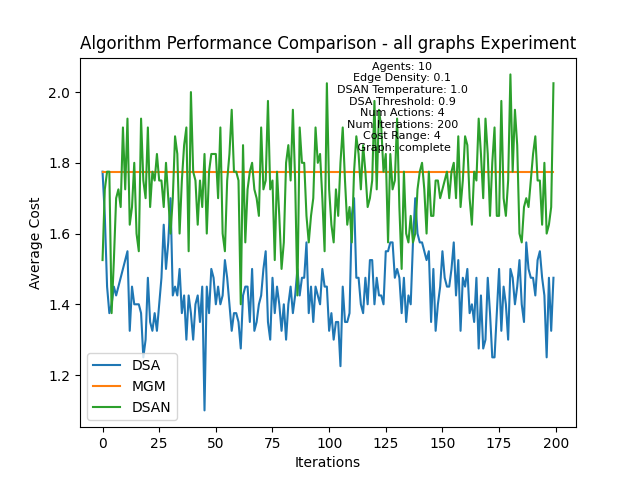 Algorithm Performance Comparison - all graphs Experiment
Agents: 10
Edge Density: 0.1
DSAN Temperature: 1.0
DSA Threshold: 0.9
Num Actions: 4
Num Iterations: 200
Cost Range: 4
Graph: complete
2.0
1.8
1.6
1.4
1.2
Average Cost
DSA
MGM
DSAN
0 25 50 75 100 125 150 175 200
Iterations